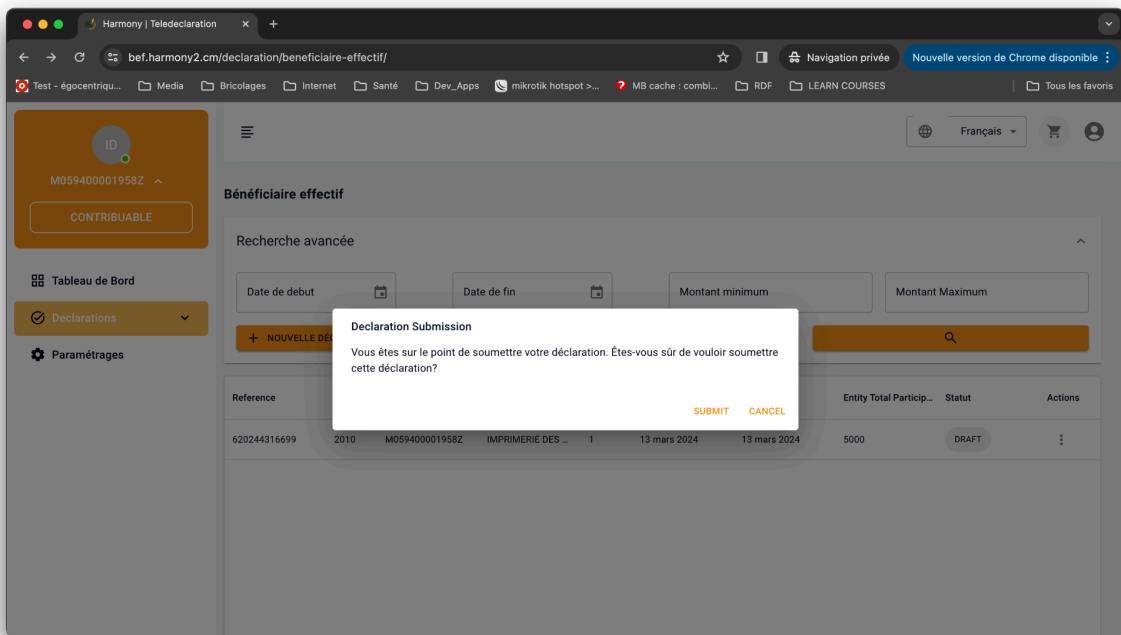 Harmony | Teledeclaration
bef.harmony2.cm/declaration/beneficiaire-effectif/
Navigation privée
Nouvelle version de Chrome disponible
Test - égocentriqu...
Media
Bricolages
Internet
Santé
Dev_Apps
mikrotik hotspot >...
MB cache : combi...
RDF
LEARN COURSES
Tous les favoris
ID
M059400001958Z
CONTRIBUABLE
Tableau de Bord
Declarations
Paramétrages
Français
Bénéficiaire effectif
Recherche avancée
Date de debut
Date de fin
Montant minimum
Montant Maximum
+ NOUVELLE DÉ
Declaration Submission
Vous êtes sur le point de soumettre votre déclaration. Êtes-vous sûr de vouloir soumettre
cette déclaration?
SUBMIT CANCEL
Reference Entity Total Particip... Statut Actions
620244316699 2010 M059400001958Z IMPRIMERIE DES ... 1 13 mars 2024 13 mars 2024 5000 DRAFT